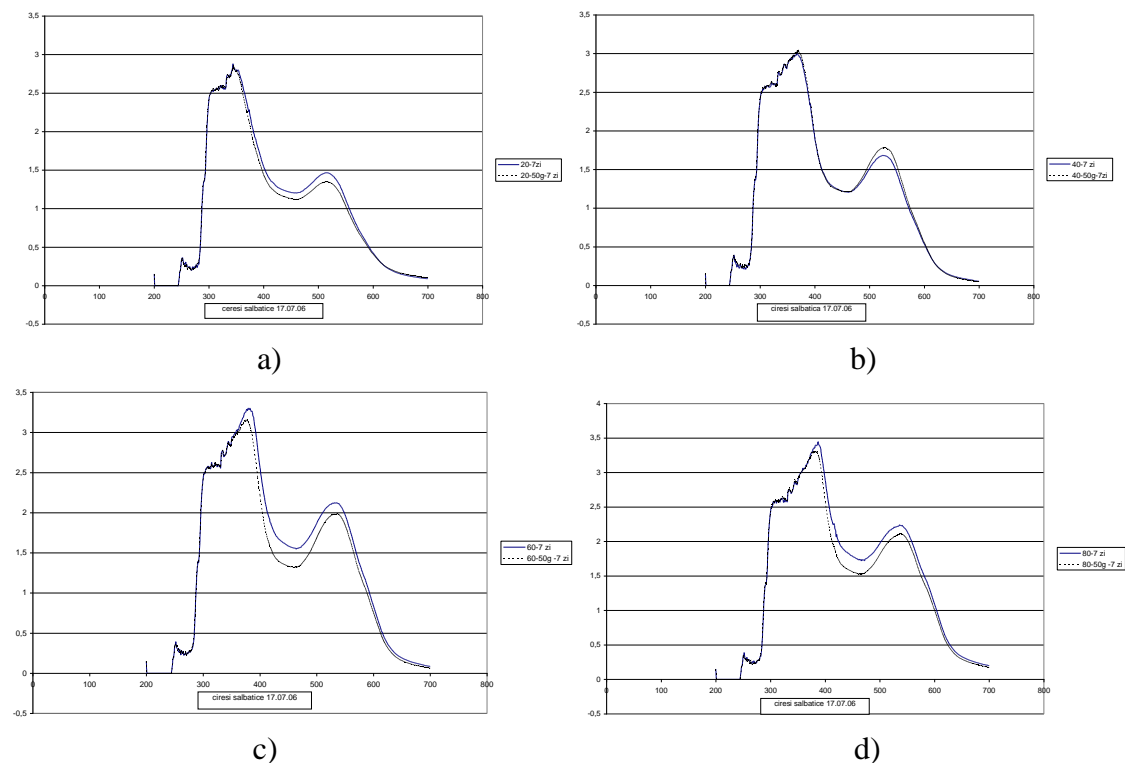 3,5
3
2,5
2
1,5
1
0,5
0
-0,5
0 100 200 300 400 500 600 700 800
20-7zi
20-50g-7 zi
ceresi salbatice 17.07.06
a)
3,5
3
2,5
2
1,5
1
0,5
0
-0,5
0 100 200 300 400 500 600 700 800
40-7 zi
40-50g-7zi
ciresi salbatica 17.07.06
b)
3,5
3
2,5
2
1,5
1
0,5
0
-0,5
0 100 200 300 400 500 600 700 800
60-7 zi
60-50g -7 zi
ciresi salbatice 17.07.06
c)
4
3,5
3
2,5
2
1,5
1
0,5
0
-0,5
0 100 200 300 400 500 600 700 800
80-7 zi
80-50g -7 zi
ciresi salbatice 17.07.06
d)